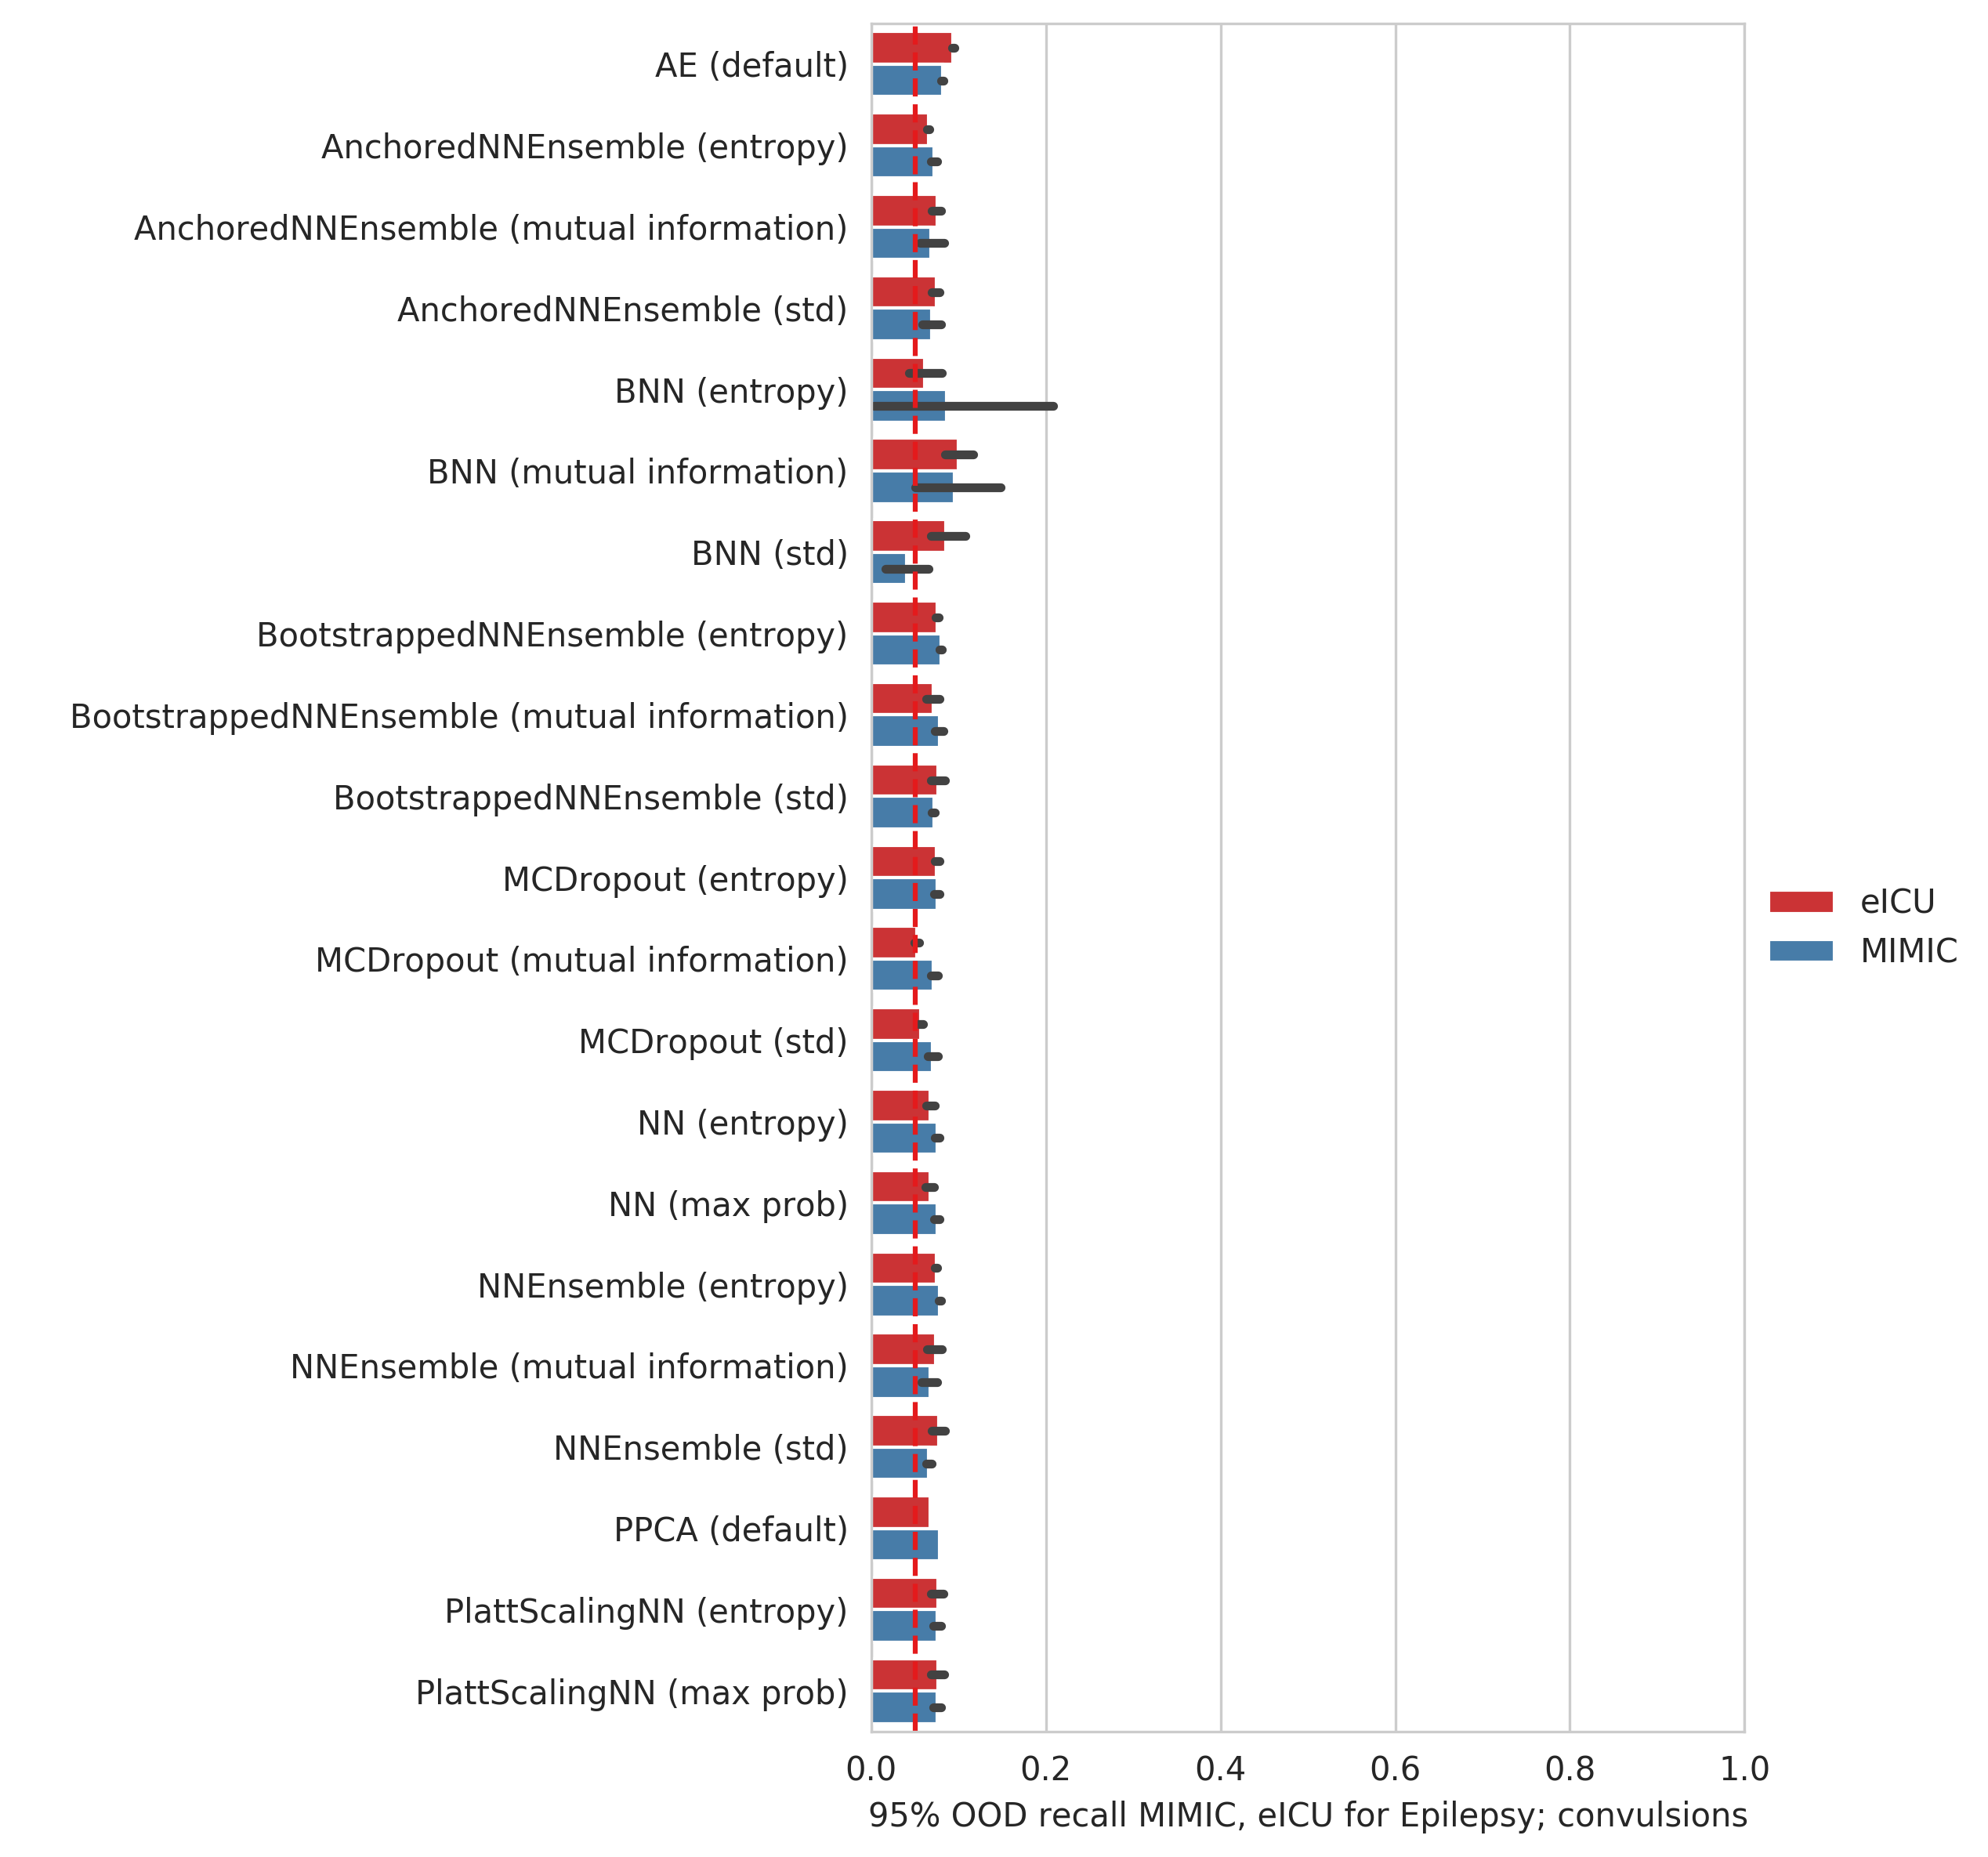 AE (default)
AnchoredNNEnsemble (entropy)
AnchoredNNEnsemble (mutual information)
AnchoredNNEnsemble (std)
BNN (entropy)
BNN (mutual information)
BNN (std)
BootstrappedNNEnsemble (entropy)
BootstrappedNNEnsemble (mutual information)
BootstrappedNNEnsemble (std)
MCDropout (entropy)
MCDropout (mutual information)
MCDropout (std)
NN (entropy)
NN (max prob)
NNEnsemble (entropy)
NNEnsemble (mutual information)
NNEnsemble (std)
PPCA (default)
PlattScalingNN (entropy)
PlattScalingNN (max prob)
eICU
MIMIC
0.0 0.2 0.4 0.6 0.8 1.0
95% OOD recall MIMIC, eICU for Epilepsy; convulsions